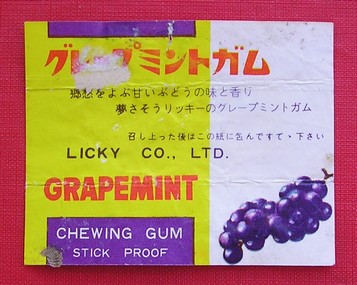 グレープミントガム
郷愁をよぶ甘いぶどうの味と香り
夢さそうリッキーのグレープミントガム
召し上った後はこの紙に包んですて・下さい
LICKY CO., LTD.
GRAPEMINT
CHEWING GUM
STICK PROOF